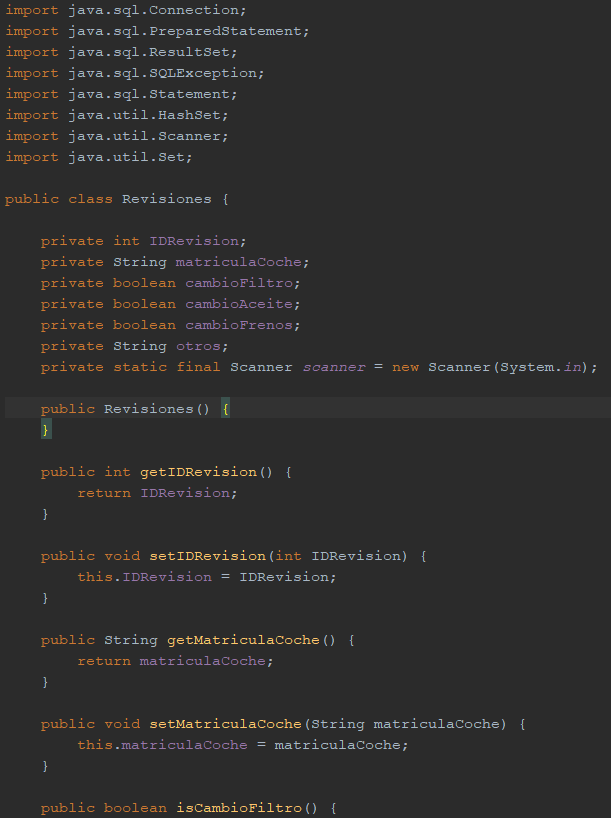 import java.sql.Connection;
import java.sql.PreparedStatement;
import java.sql.ResultSet;
import java.sql.SQLException;
import java.sql.Statement;
import java.util.HashSet;
import java.util.Scanner;
import java.util.Set;
public class Revisiones {
private int IDRevision;
private String matriculaCoche;
private boolean cambioFiltro;
private boolean cambioAceite;
private boolean cambioFrenos;
private String otros;
private static final Scanner scanner = new Scanner(System.in);
public Revisiones() {
}
public int getIDRevision() {
return IDRevision;
}
public void setIDRevision(int IDRevision) {
this.IDRevision = IDRevision;
}
public String getMatriculaCoche() {
return matriculaCoche;
}
public void setMatriculaCoche(String matriculaCoche) {
this.matriculaCoche = matriculaCoche;
}
public boolean isCambioFiltro() {